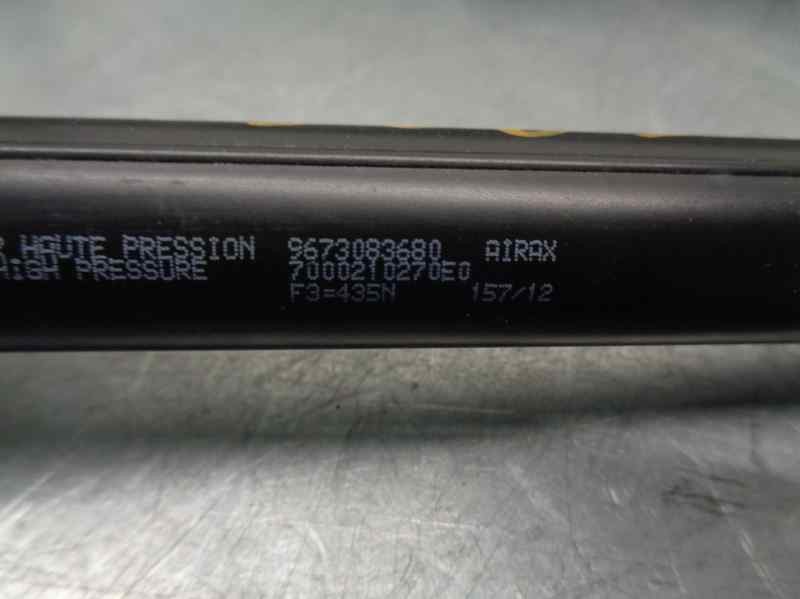 R HAUTE PRESSION 9673083680 AIRAX
HIGH PRESSURE 7000210270E0
F3=435N 157/12